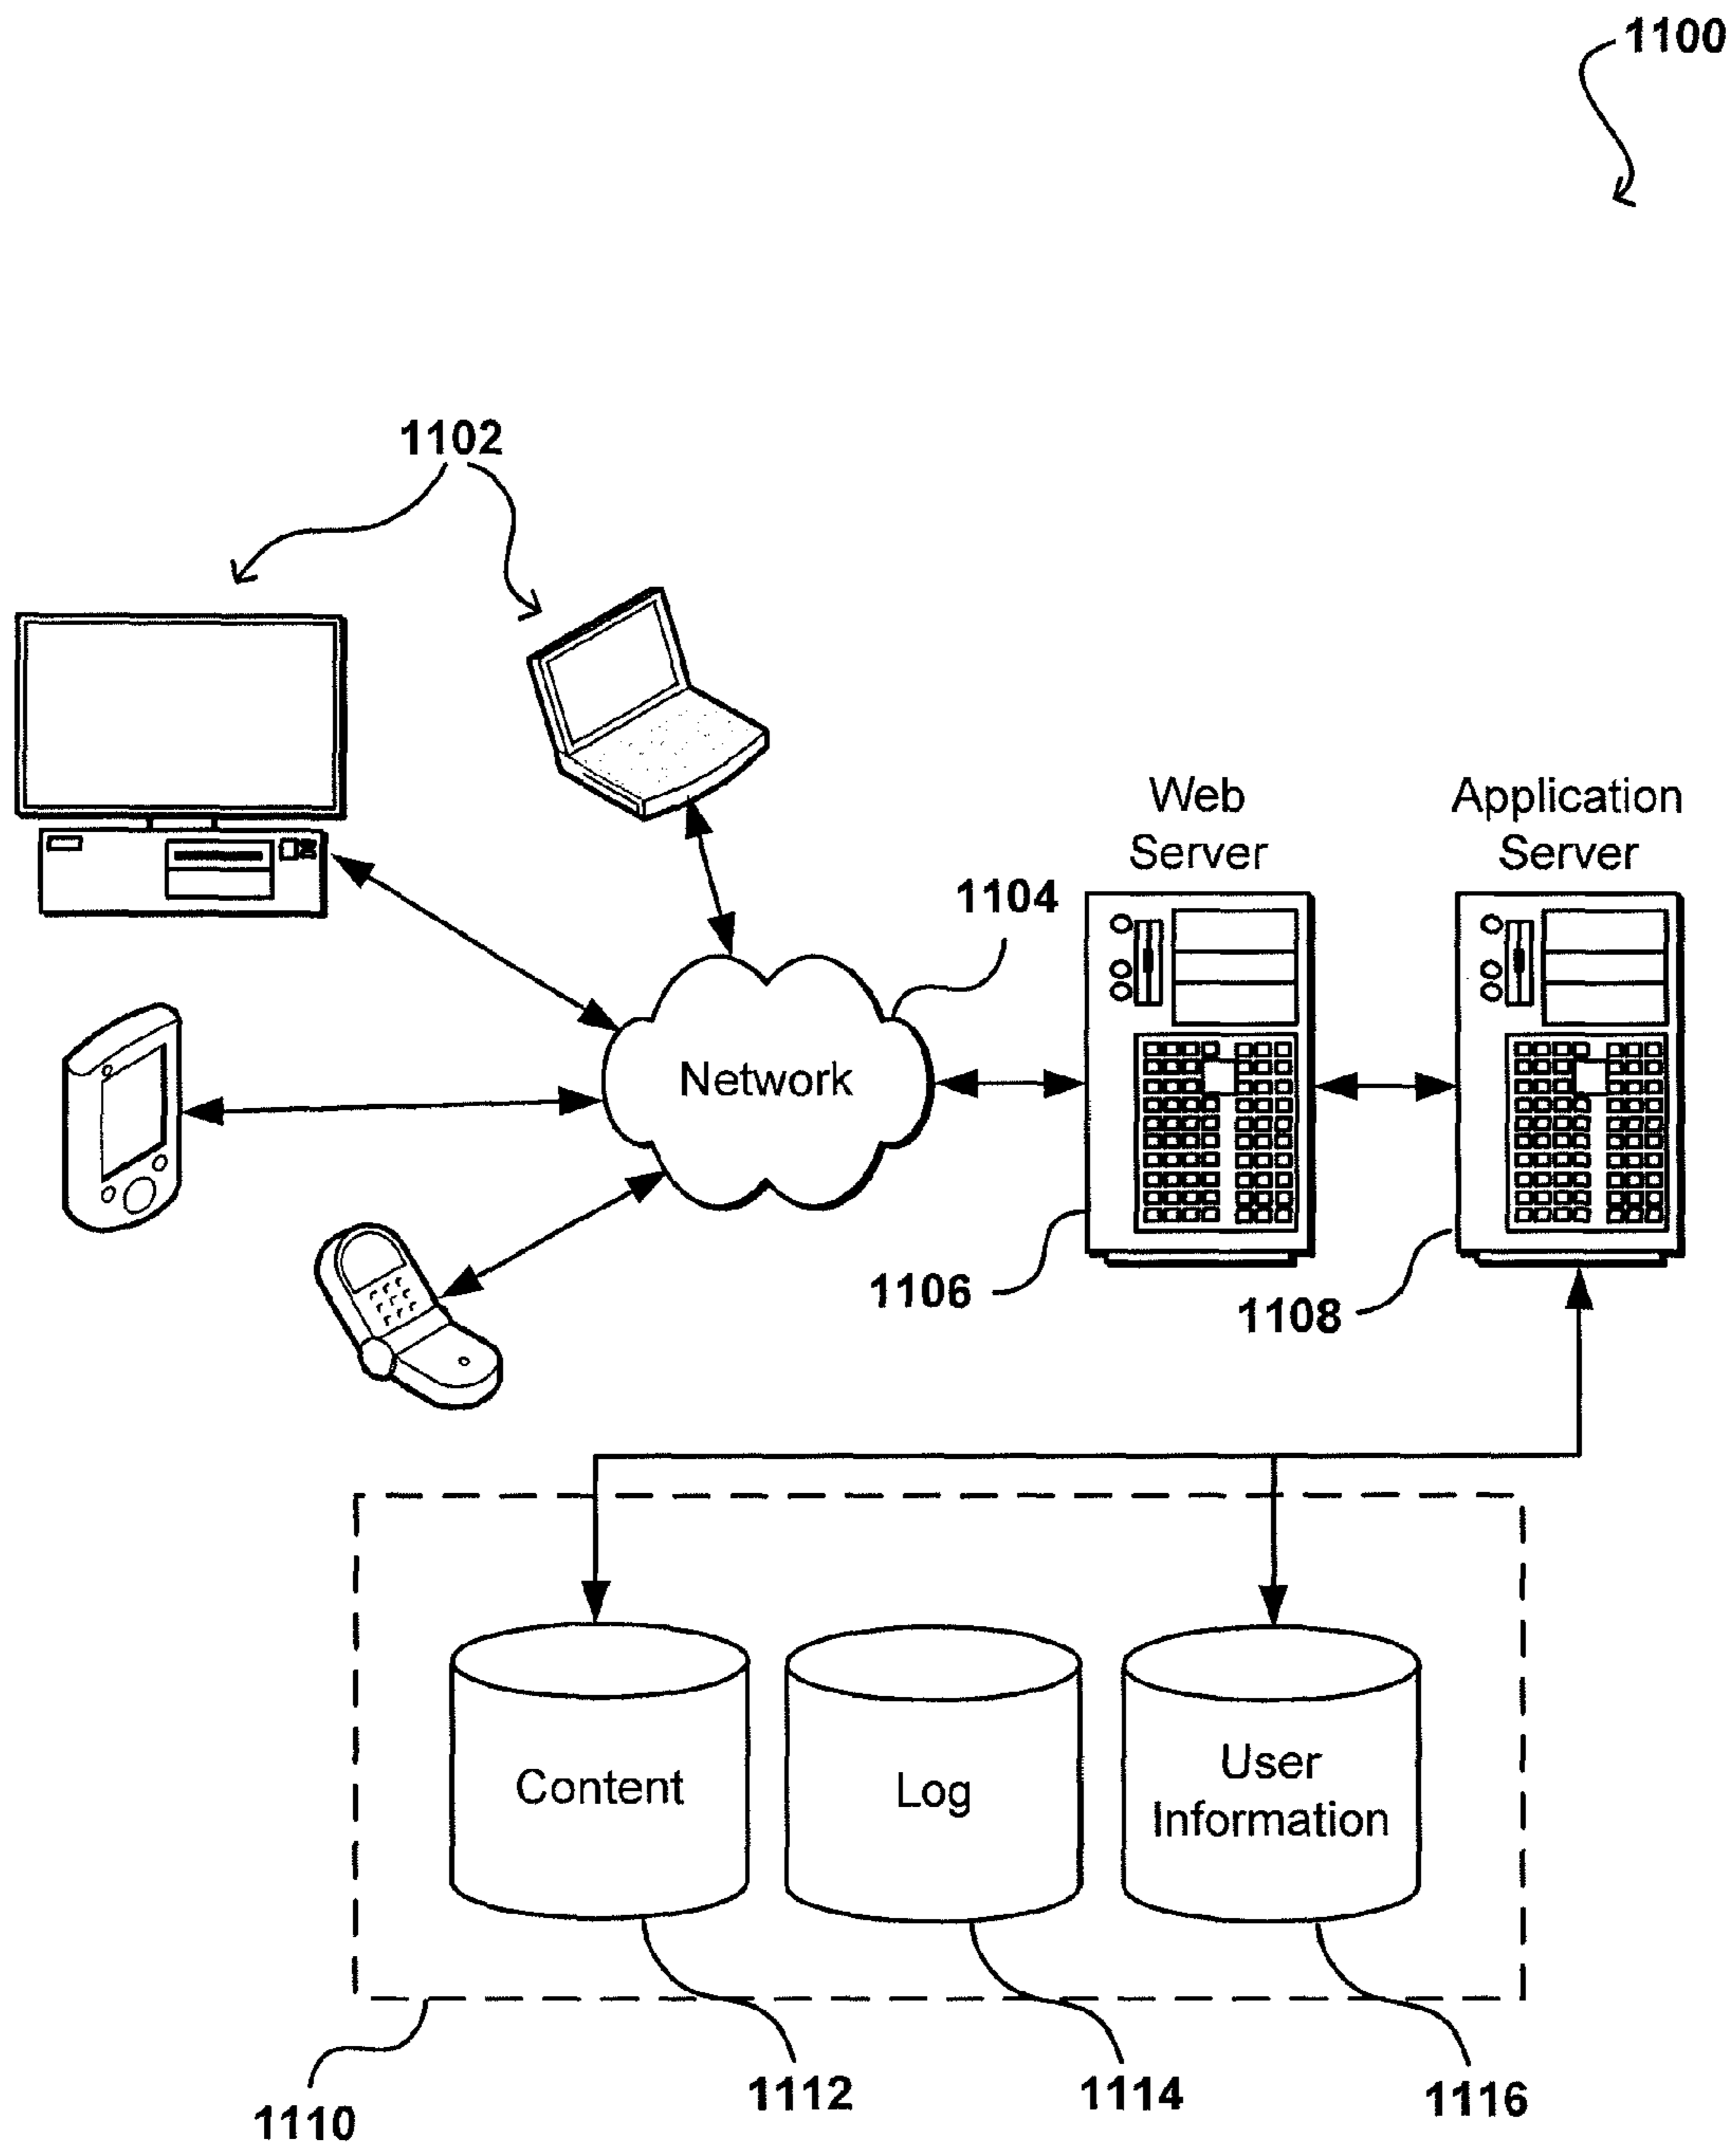 1100
1102
Web
Server
Application
Server
1104
Network
1106
1108
Content
Log
User
Information
1112
1114
1116
1110